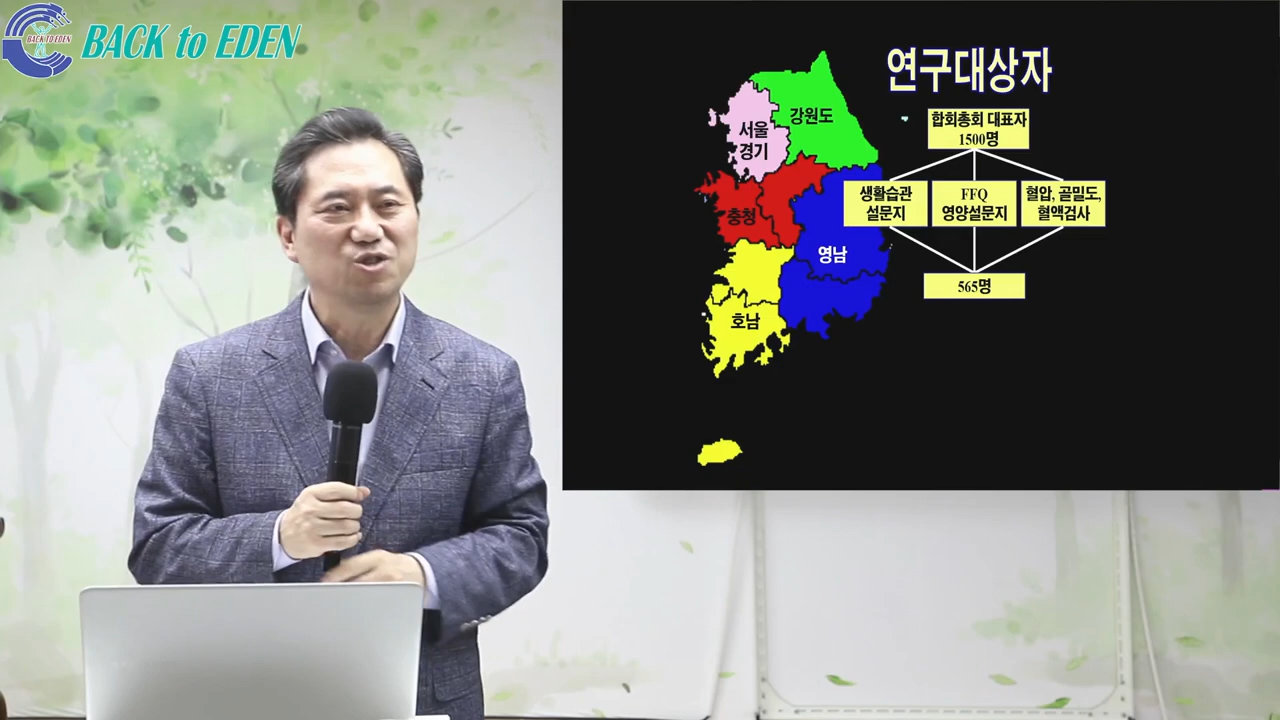 BACK TO EDEN
BACK to EDEN
연구대상자
강원도
서울
경기
충청
영남
호남
합회총회 대표자
1500명
생활습관
설문지
FFQ
영양설문지
혈압, 골밀도,
혈액검사
565명